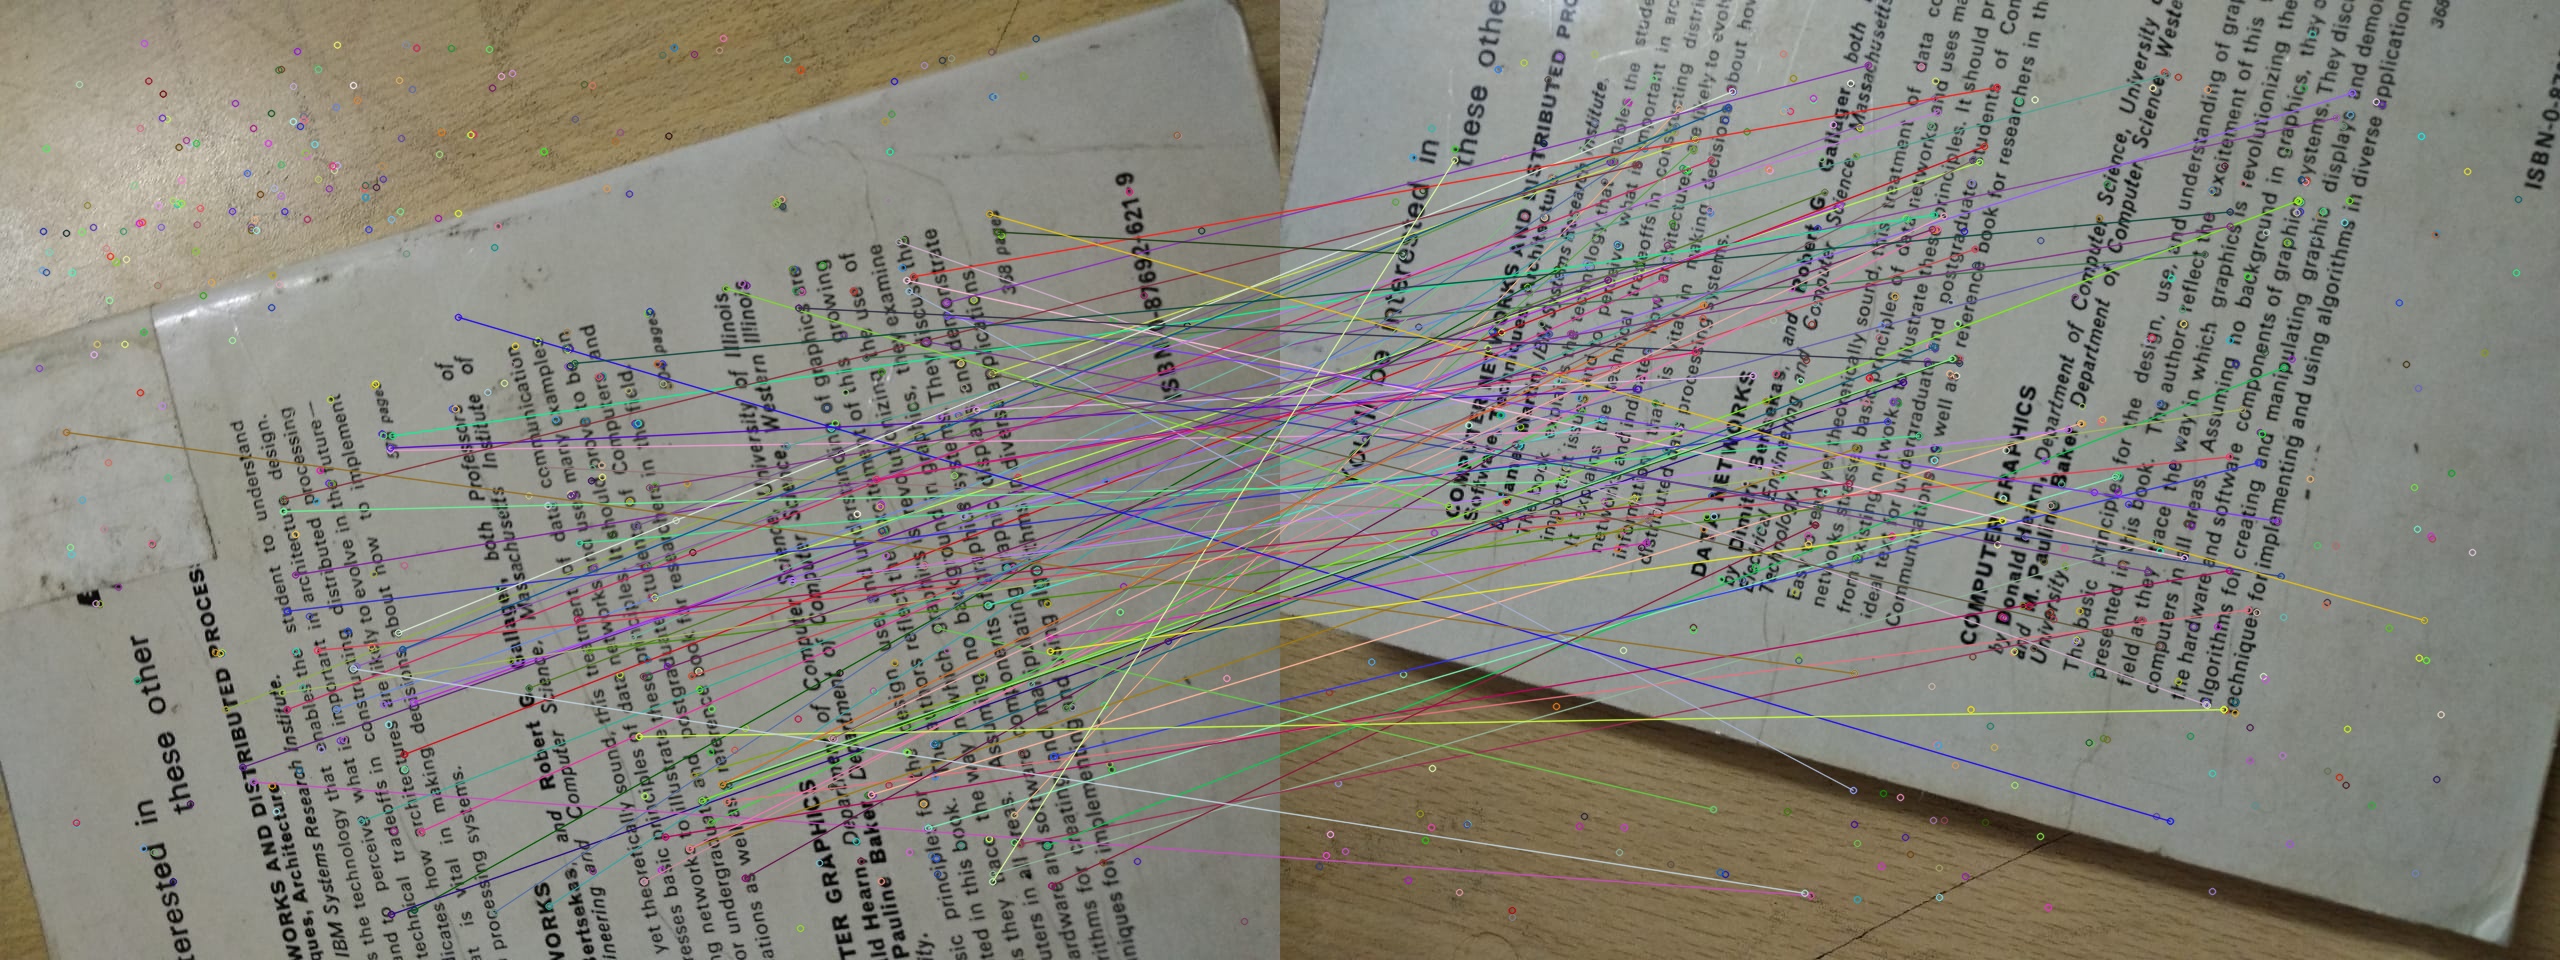 terested in
these other
WORKS AND DISTRIBUTED PROCES
ques, Architecture
IBM Systems Research Institute.
enables the student to understand
s the technology that is important in architecture design.
and to perceive what is
technical tradeoffs in constructing distributed processing
dicates how architectures are likely to evolve in the future—
at is vital in making decisions about how to implement
processing systems.
pages
WORKS
ertsekas, and Robert G. Gallager, both Professors of
ineering and Computer Science, Massachusetts Institute of
yet theoretically sound, this treatment of data communication
resses basic principles of data networks and uses many examples
ng networks to illustrate these principles. It should prove to be an
or undergraduate and postgraduate students of Computers and
ations as well as a reference book for researchers in the field.
pages
TER GRAPHICS
ld Hearn, Department of Computer Science, University of Illinois
Pauline Baker, Department of Computer Science, Western Illinois
ity.
sic principles for the design, use, and understanding of graphics are
ted in this book. The authors reflect the excitement of this growing
s they trace the way in which graphics is revolutionizing the use of
uters in all areas. Assuming no background in graphics, they examine
ardware and software components of graphics systems. They discuss the
rithms for creating and manipulating graphic displays and demonstrate
niques for implementing and using algorithms in diverse applications.
368 pages
ISBN-0-87692-621-9
You'll be interested in
these othe
COMPUTER NETWORKS AND DISTRIBUTED PRO
Software, Techniques, and Architecture
by James Martin, IBM Systems Research Institute.
The book explains the technology that enables the stude
important issues and to perceive what is important in arc
It explains the technical tradeoffs in constructing distri
networks and indicates how architectures are likely to evol
information that is vital in making decisions about how
distributed data processing systems.
DATA NETWORKS
by Dimitri Bertsekas, and Robert G. Gallager, both
Electrical Engineering and Computer Science, Massachusetts
Technology.
Easy to read yet theoretically sound, this treatment of data co
networks stresses basic principles of data networks and uses ma
from existing networks to illustrate these principles. It should pr
ideal text for undergraduate and postgraduate students of Con
Communications as well as a reference book for researchers in th
COMPUTER GRAPHICS
by Donald Hearn, Department of Computer Science, University o
and M. Pauline Baker, Department of Computer Science, Weste
University.
The basic principles for the design, use, and understanding of grap
presented in this book. The authors reflect the excitement of this
field as they trace the way in which graphics is revolutionizing the
computers in all areas. Assuming no background in graphics, they
the hardware and software components of graphics systems. They discu
algorithms for creating and manipulating graphic displays and demon
techniques for implementing and using algorithms in diverse application
368
ISBN-0-87